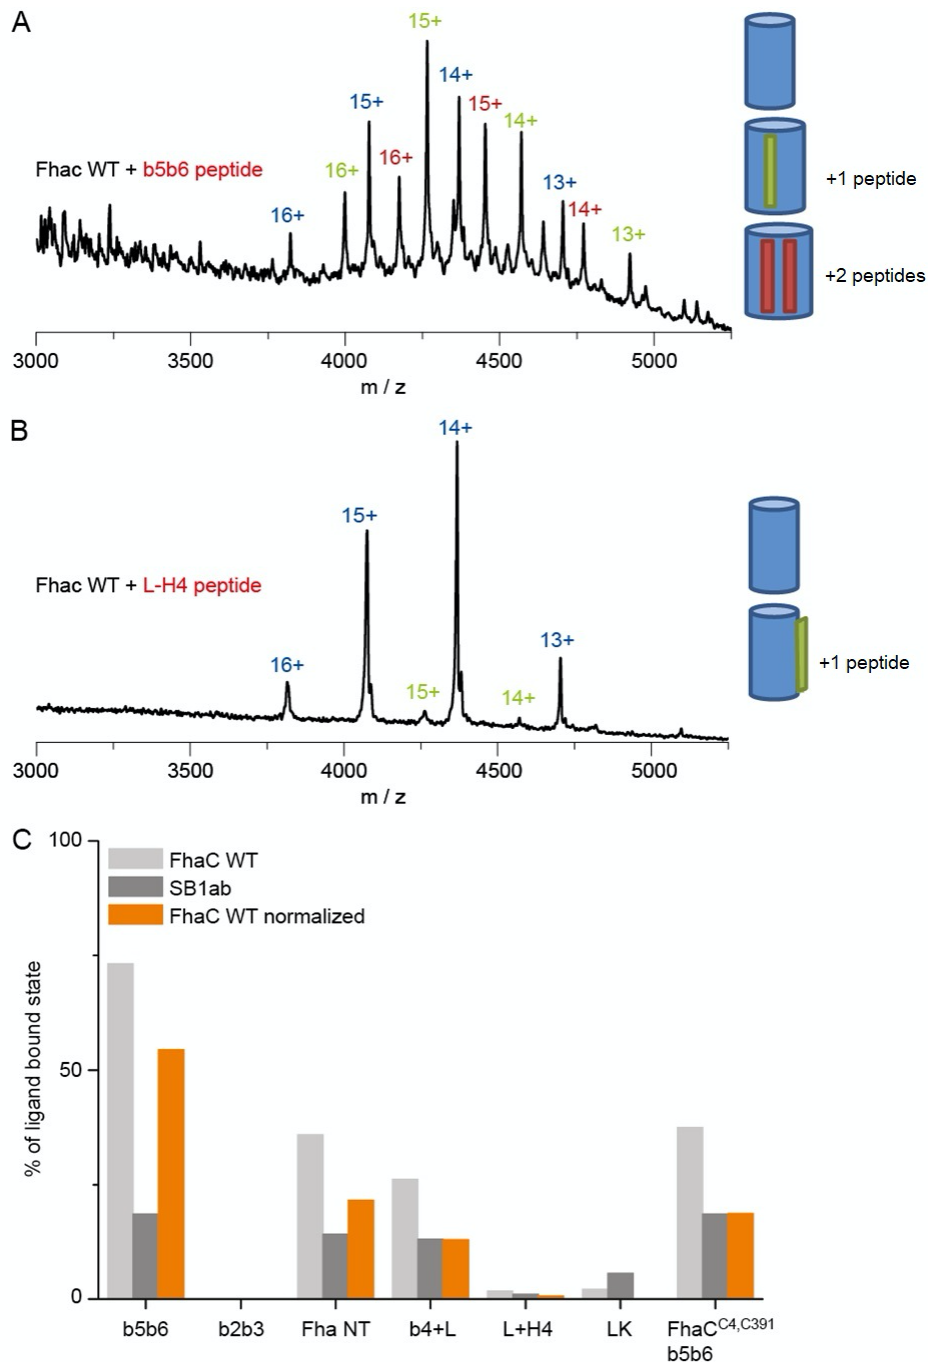 A
15+
14+
15+
15+
14+
16+
16+
Fhac WT + b5b6 peptide
13+
16+
14+
13+
+1 peptide
+2 peptides
3000 3500 4000 4500 5000
m / z
B
14+
15+
Fhac WT + L-H4 peptide
13+
16+
15+
14+
+1 peptide
3000 3500 4000 4500 5000
m / z
C
100
50
0
% of ligand bound state
FhaC WT
SB1ab
FhaC WT normalized
b5b6 b2b3 Fha NT b4+L L+H4 LK FhaC^C4,C391
b5b6